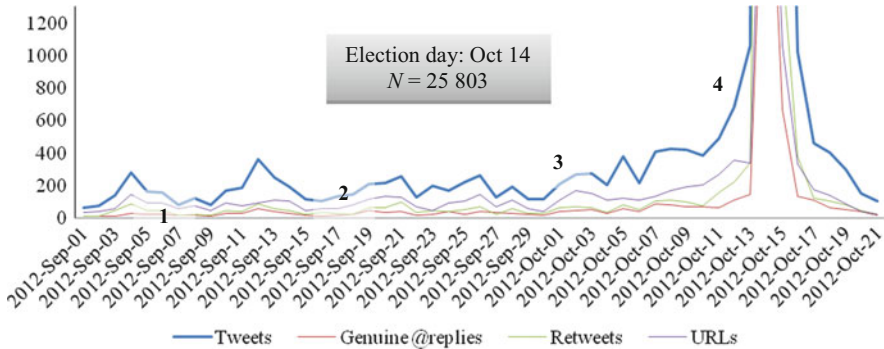 1200
1000
800
600
400
200
0
Election day: Oct 14
N = 25 803
1
2
3
4
2012-Sep-01
2012-Sep-03
2012-Sep-05
2012-Sep-07
2012-Sep-09
2012-Sep-11
2012-Sep-13
2012-Sep-15
2012-Sep-17
2012-Sep-19
2012-Sep-21
2012-Sep-23
2012-Sep-25
2012-Sep-27
2012-Sep-29
2012-Oct-01
2012-Oct-03
2012-Oct-05
2012-Oct-07
2012-Oct-09
2012-Oct-11
2012-Oct-13
2012-Oct-15
2012-Oct-17
2012-Oct-19
2012-Oct-21
Tweets Genuine @replies Retweets URLs